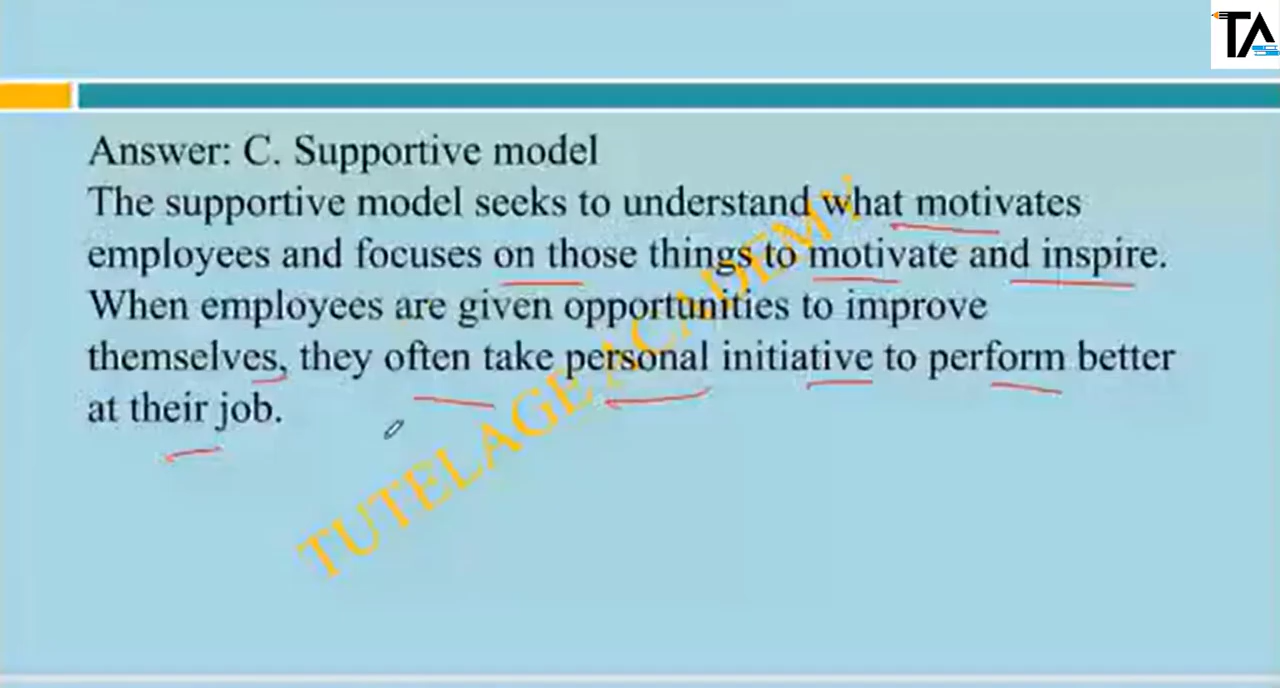 TA
Answer: C. Supportive model
The supportive model seeks to understand what motivates
employees and focuses on those things to motivate and inspire.
When employees are given opportunities to improve
themselves, they often take personal initiative to perform better
at their job.
TUTELAGE ACADEMY